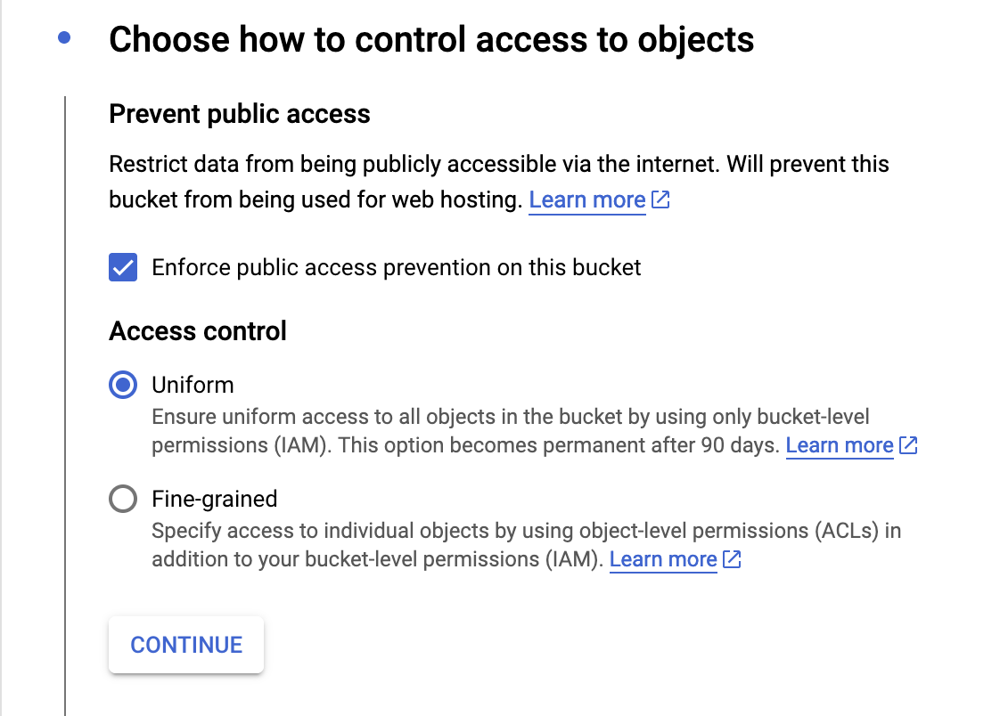 Choose how to control access to objects
Prevent public access
Restrict data from being publicly accessible via the internet. Will prevent this
bucket from being used for web hosting. Learn more
Enforce public access prevention on this bucket
Access control
Uniform
Ensure uniform access to all objects in the bucket by using only bucket-level
permissions (IAM). This option becomes permanent after 90 days. Learn more
Fine-grained
Specify access to individual objects by using object-level permissions (ACLs) in
addition to your bucket-level permissions (IAM). Learn more
CONTINUE